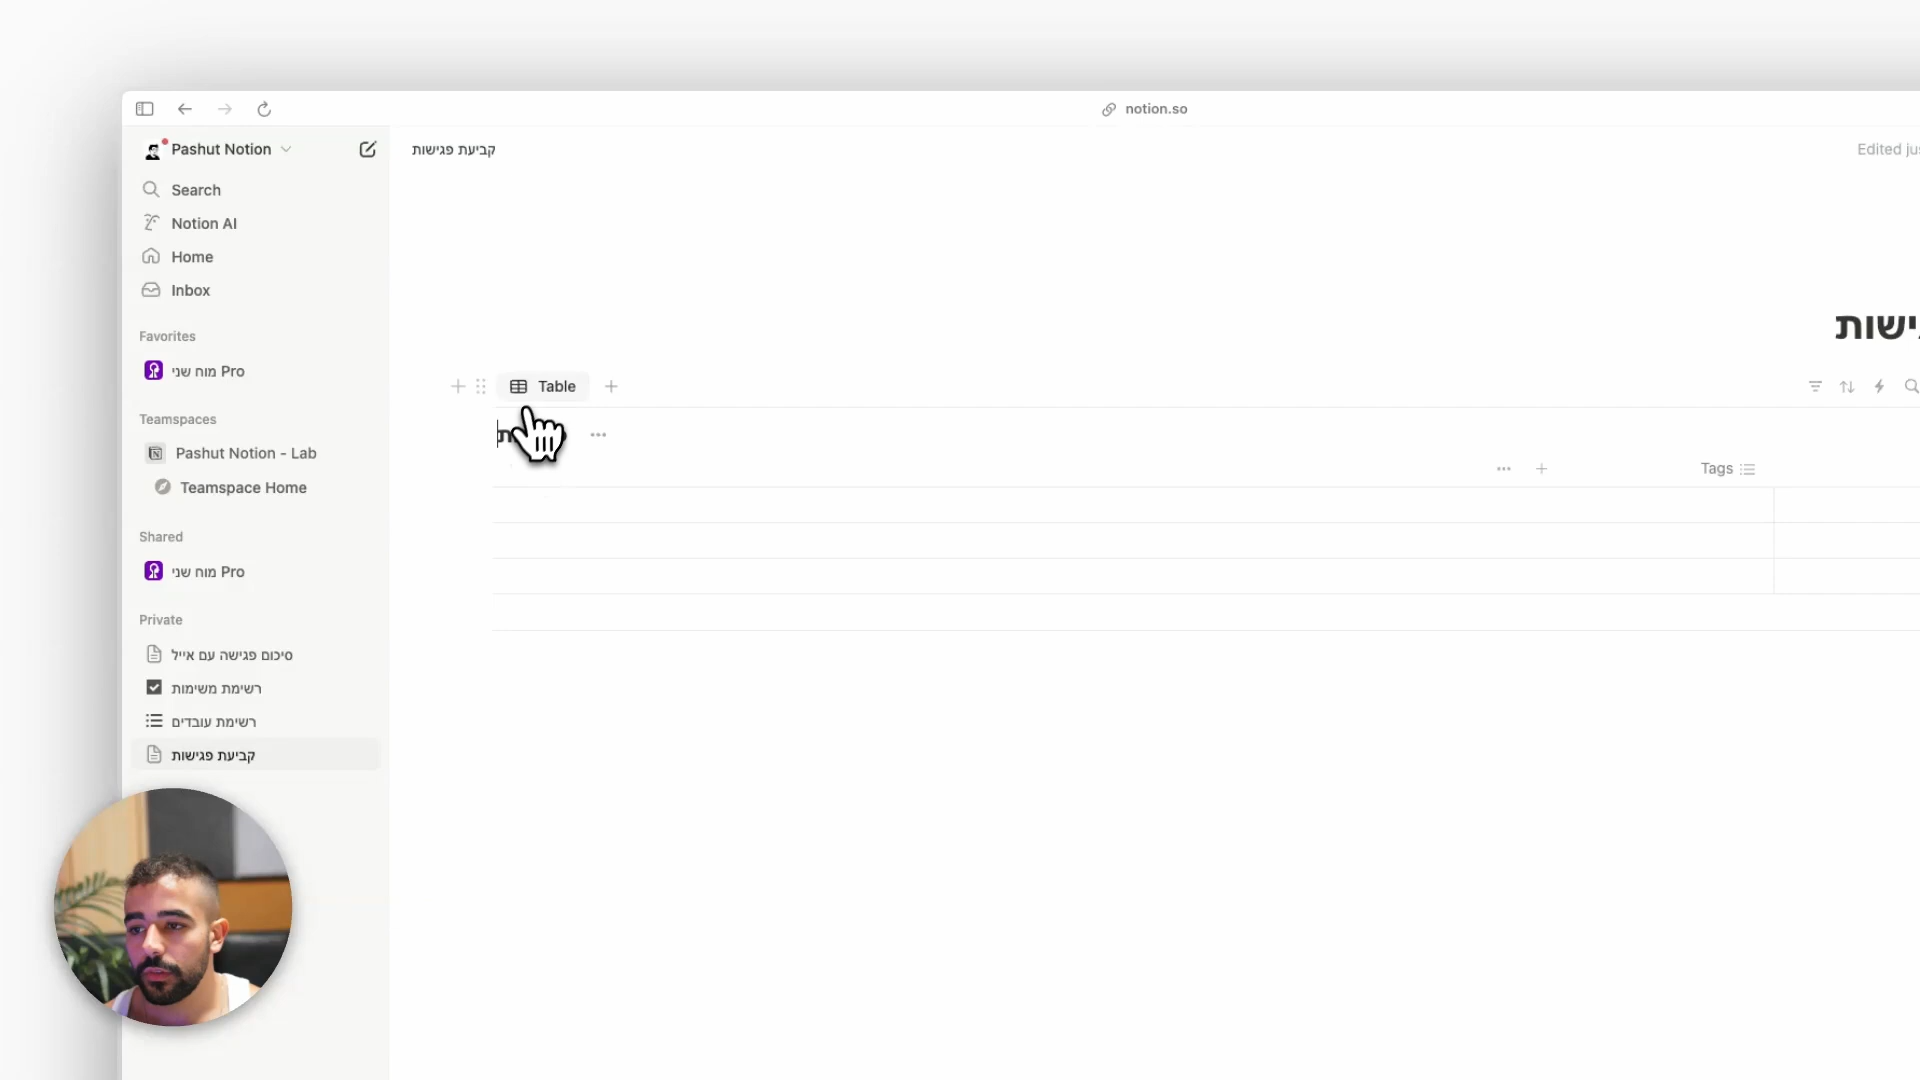 notion.so
Pashut Notion
קביעת פגישות
Search
Notion AI
Home
Inbox
Favorites
מוח שני Pro
Teamspaces
Pashut Notion - Lab
Teamspace Home
Shared
מוח שני Pro
Private
סיכום פגישה עם אייל
רשימת משימות
רשימת עובדים
קביעת פגישות
Edited
Table
Tags